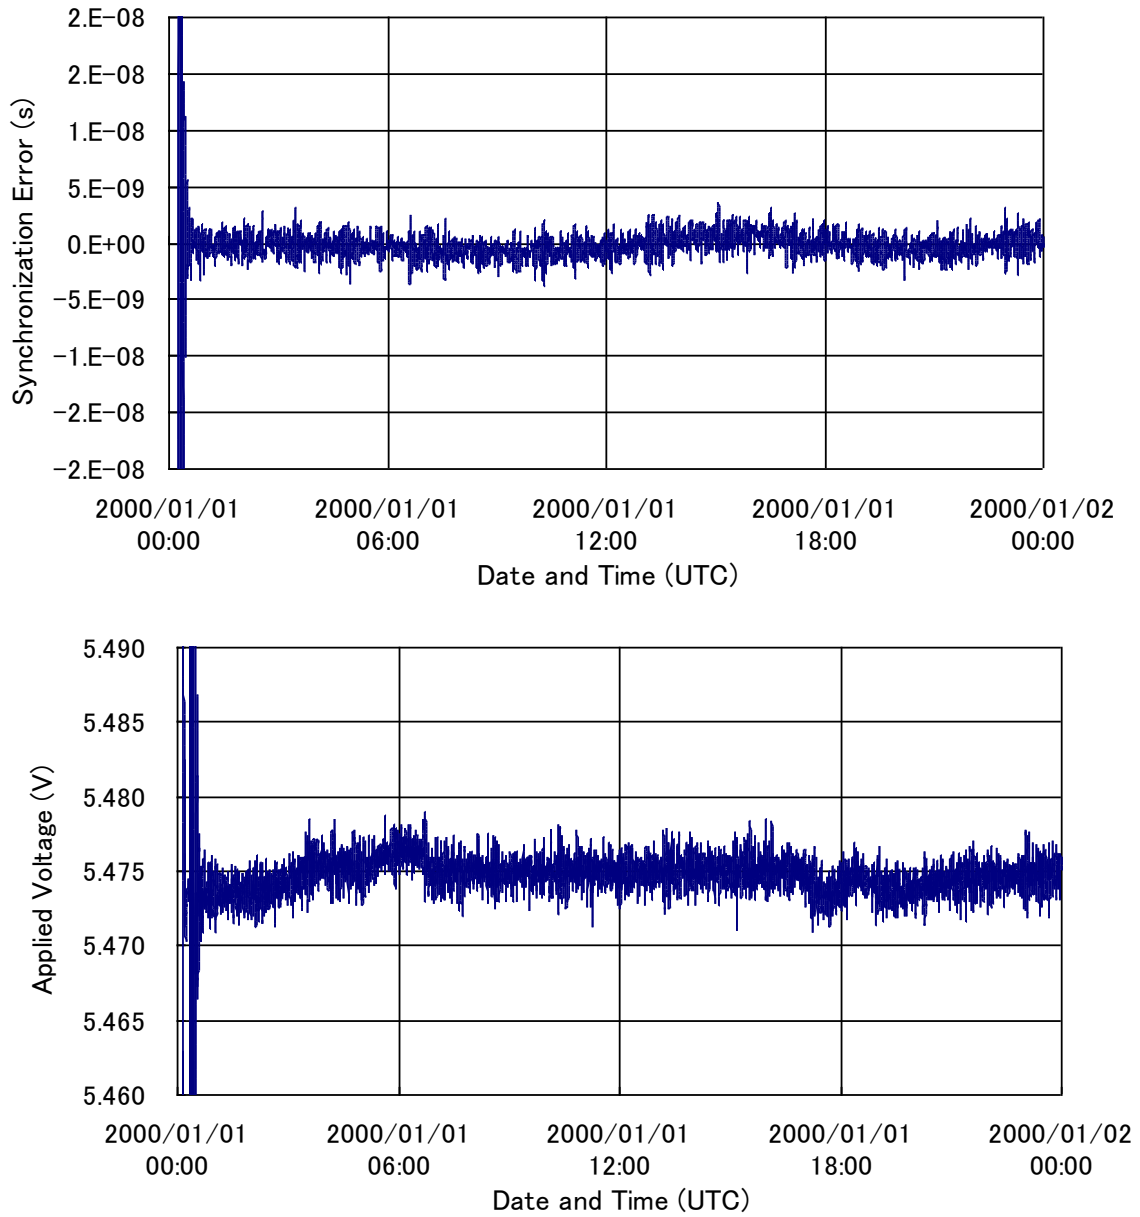 2.E-08
2.E-08
1.E-08
5.E-09
0.E+00
-5.E-09
-1.E-08
-2.E-08
-2.E-08
Synchronization Error (s)
2000/01/01 2000/01/01 2000/01/01 2000/01/01 2000/01/02
00:00 06:00 12:00 18:00 00:00
Date and Time (UTC)
5.490
5.485
5.480
5.475
5.470
5.465
5.460
Applied Voltage (V)
2000/01/01 2000/01/01 2000/01/01 2000/01/01 2000/01/02
00:00 06:00 12:00 18:00 00:00
Date and Time (UTC)